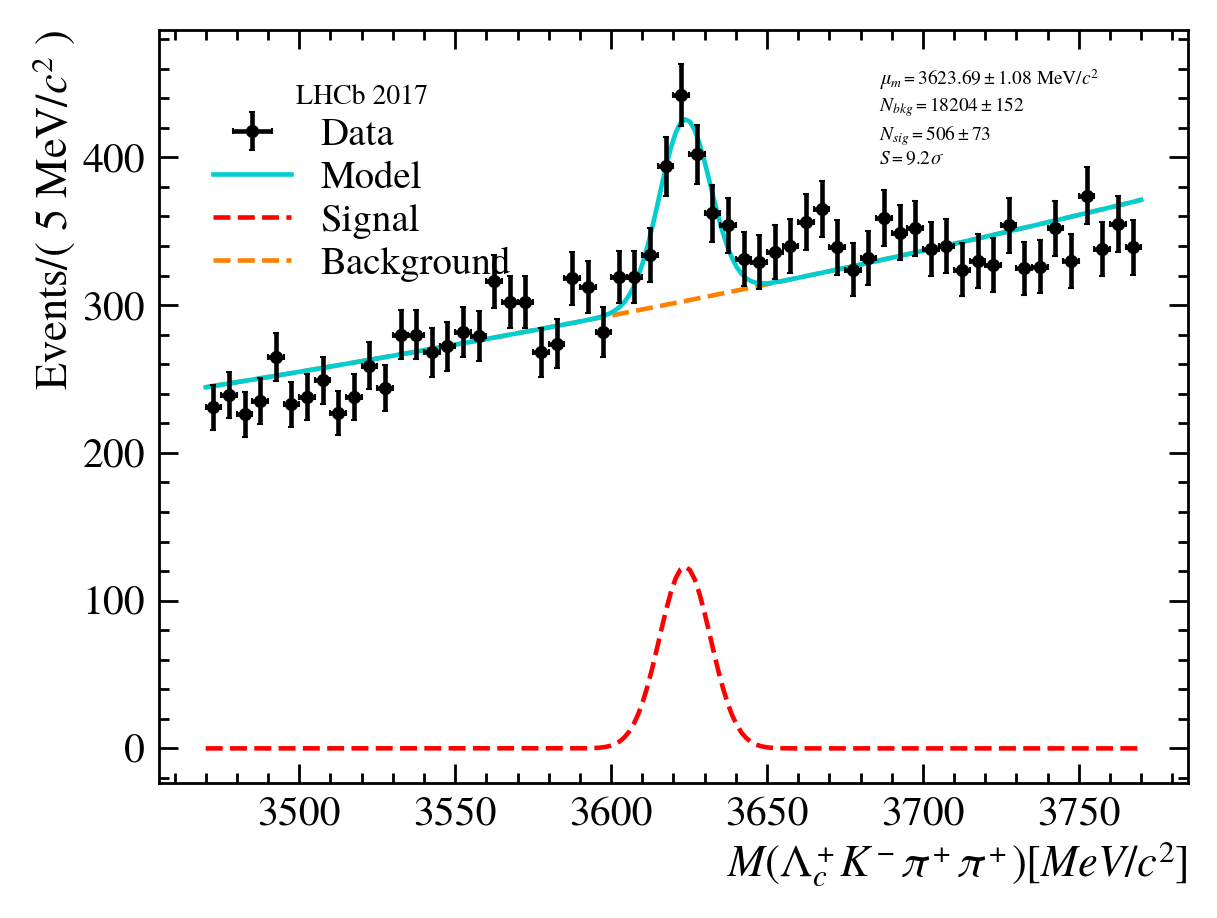 Events/( 5 MeV/c² )
400
300
200
100
0
LHCb 2017
Data
Model
Signal
Background
μₘ = 3623.69 ± 1.08 MeV/c²
N_bkg = 18204 ± 152
N_sig = 506 ± 73
S = 9.2σ
3500 3550 3600 3650 3700 3750
M(Λ_c⁺K⁻π⁺π⁺)[MeV/c²]